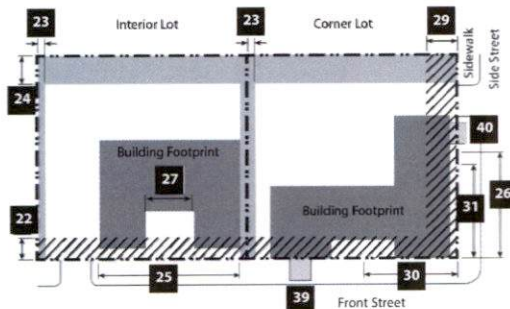 23
Interior Lot
23
Corner Lot
29
Sidewalk
Side Street
24
40
Building Footprint
27
26
31
Building Footprint
22
25
30
39
Front Street